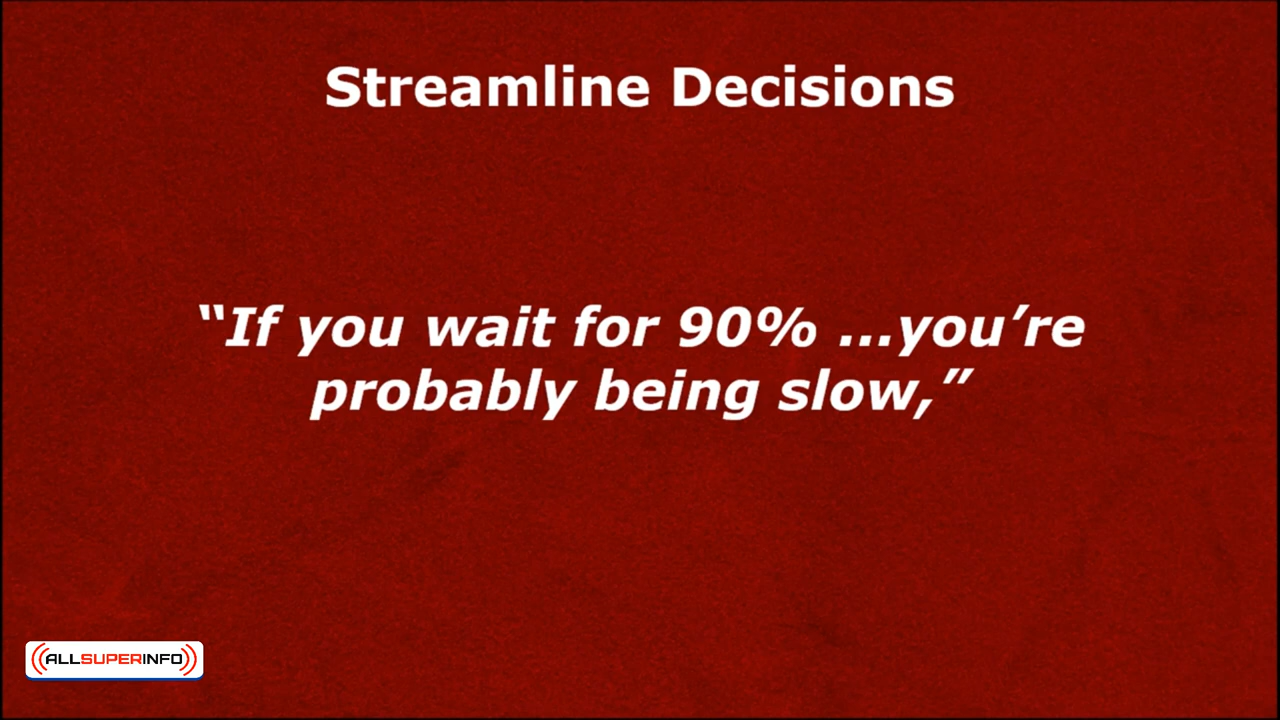 Streamline Decisions
“If you wait for 90% ...you’re
probably being slow,”
ALLSUPERINFO